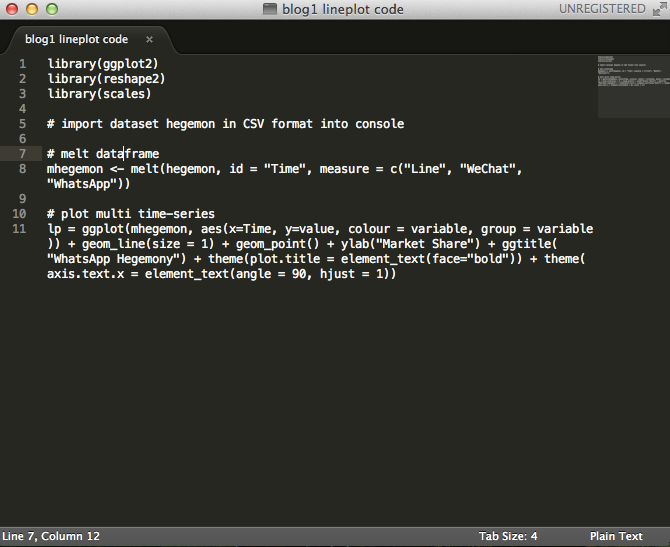 blog1 lineplot code
UNREGISTERED
blog1 lineplot code ×
1 library(ggplot2)
2 library(reshape2)
3 library(scales)
4
5 # import dataset hegemon in CSV format into console
6
7 # melt dataframe
8 mhegemon <- melt(hegemon, id = "Time", measure = c("Line", "WeChat",
"WhatsApp"))
9
10 # plot multi time-series
11 lp = ggplot(mhegemon, aes(x=Time, y=value, colour = variable, group = variable
)) + geom_line(size = 1) + geom_point() + ylab("Market Share") + ggtitle(
"WhatsApp Hegemony") + theme(plot.title = element_text(face="bold")) + theme(
axis.text.x = element_text(angle = 90, hjust = 1))
Line 7, Column 12
Tab Size: 4
Plain Text